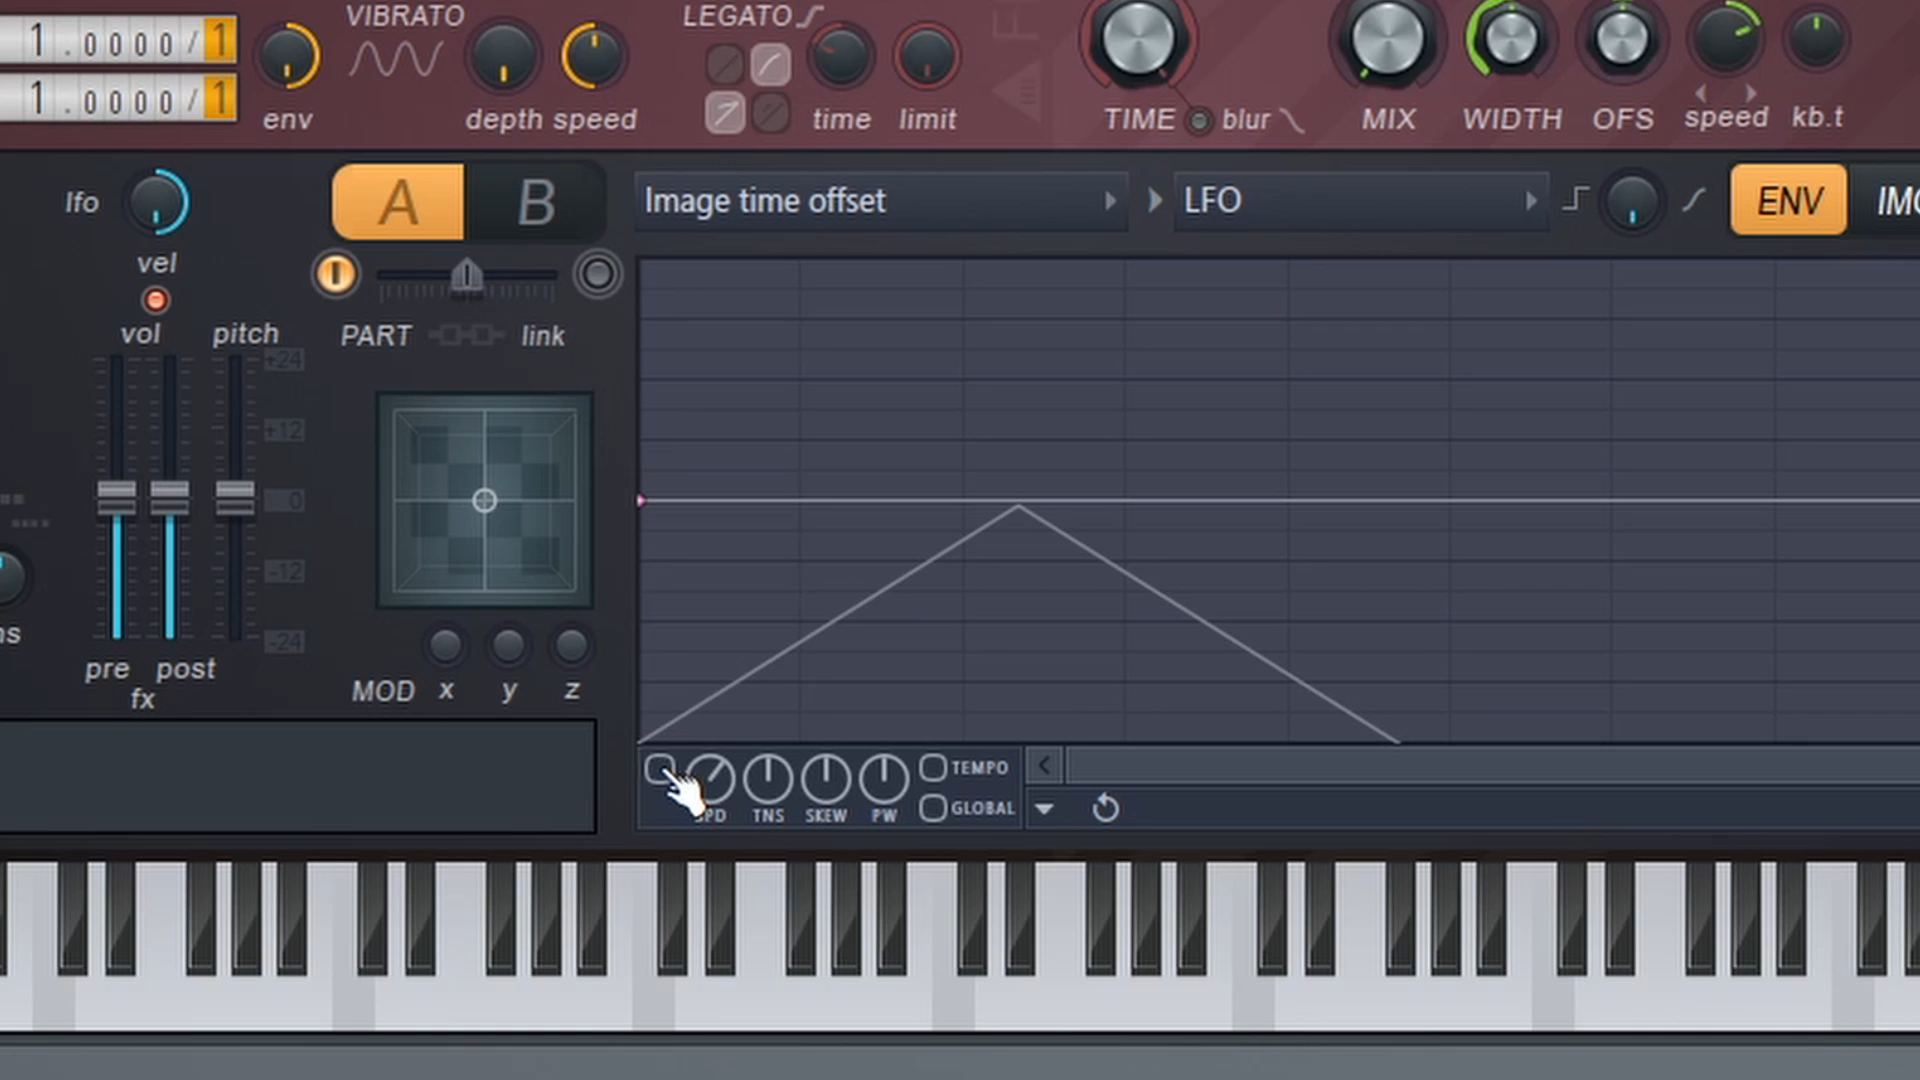 VIBRATO
LEGATO
1.0000/1
1.0000/1
env
depth
speed
time
limit
TIME
blur
MIX
WIDTH
OFS
speed
kb.t
lfo
A
B
Image time offset
LFO
ENV
vel
vol
pitch
PART
link
+24
+12
0
-12
-24
pre
post
fx
MOD
x
y
z
TNS
SKEW
PW
TEMPO
GLOBAL